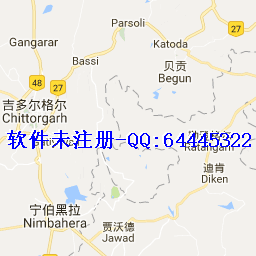 Parsoli
Gangarar
Katoda
27
Bassi
贝贡
Begun
48
27
吉多尔格尔
Chittorgarh
软件未注册-QQ:64445322
Ratangarh
迪肯
Diken
宁伯黑拉
Nimbahera
贾沃德
Jawad